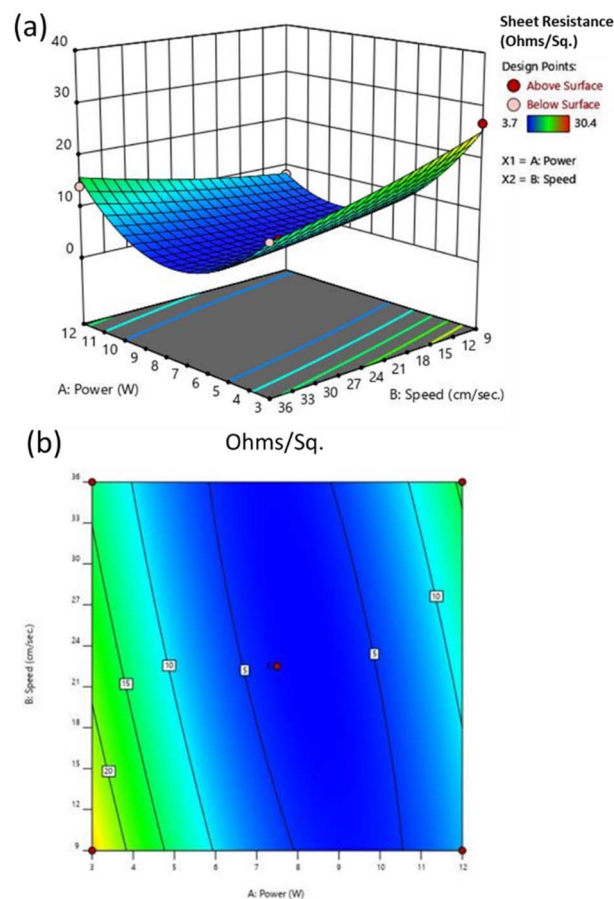 (a)
Sheet Resistance
(Ohms/Sq.)
Design Points:
Above Surface
Below Surface
3.7 30.4
X1 = A: Power
X2 = B: Speed
40
30
20
10
0
12 11 10 9 8 7 6 5 4 3
36 33 30 27 24 21 18 15 12 9
A: Power (W)
B: Speed (cm/sec.)
(b)
Ohms/Sq.
36
33
30
27
24
21
18
15
12
9
B: Speed (cm/sec.)
20
15
10
5
5
10
3 4 5 6 7 8 9 10 11 12
A: Power (W)